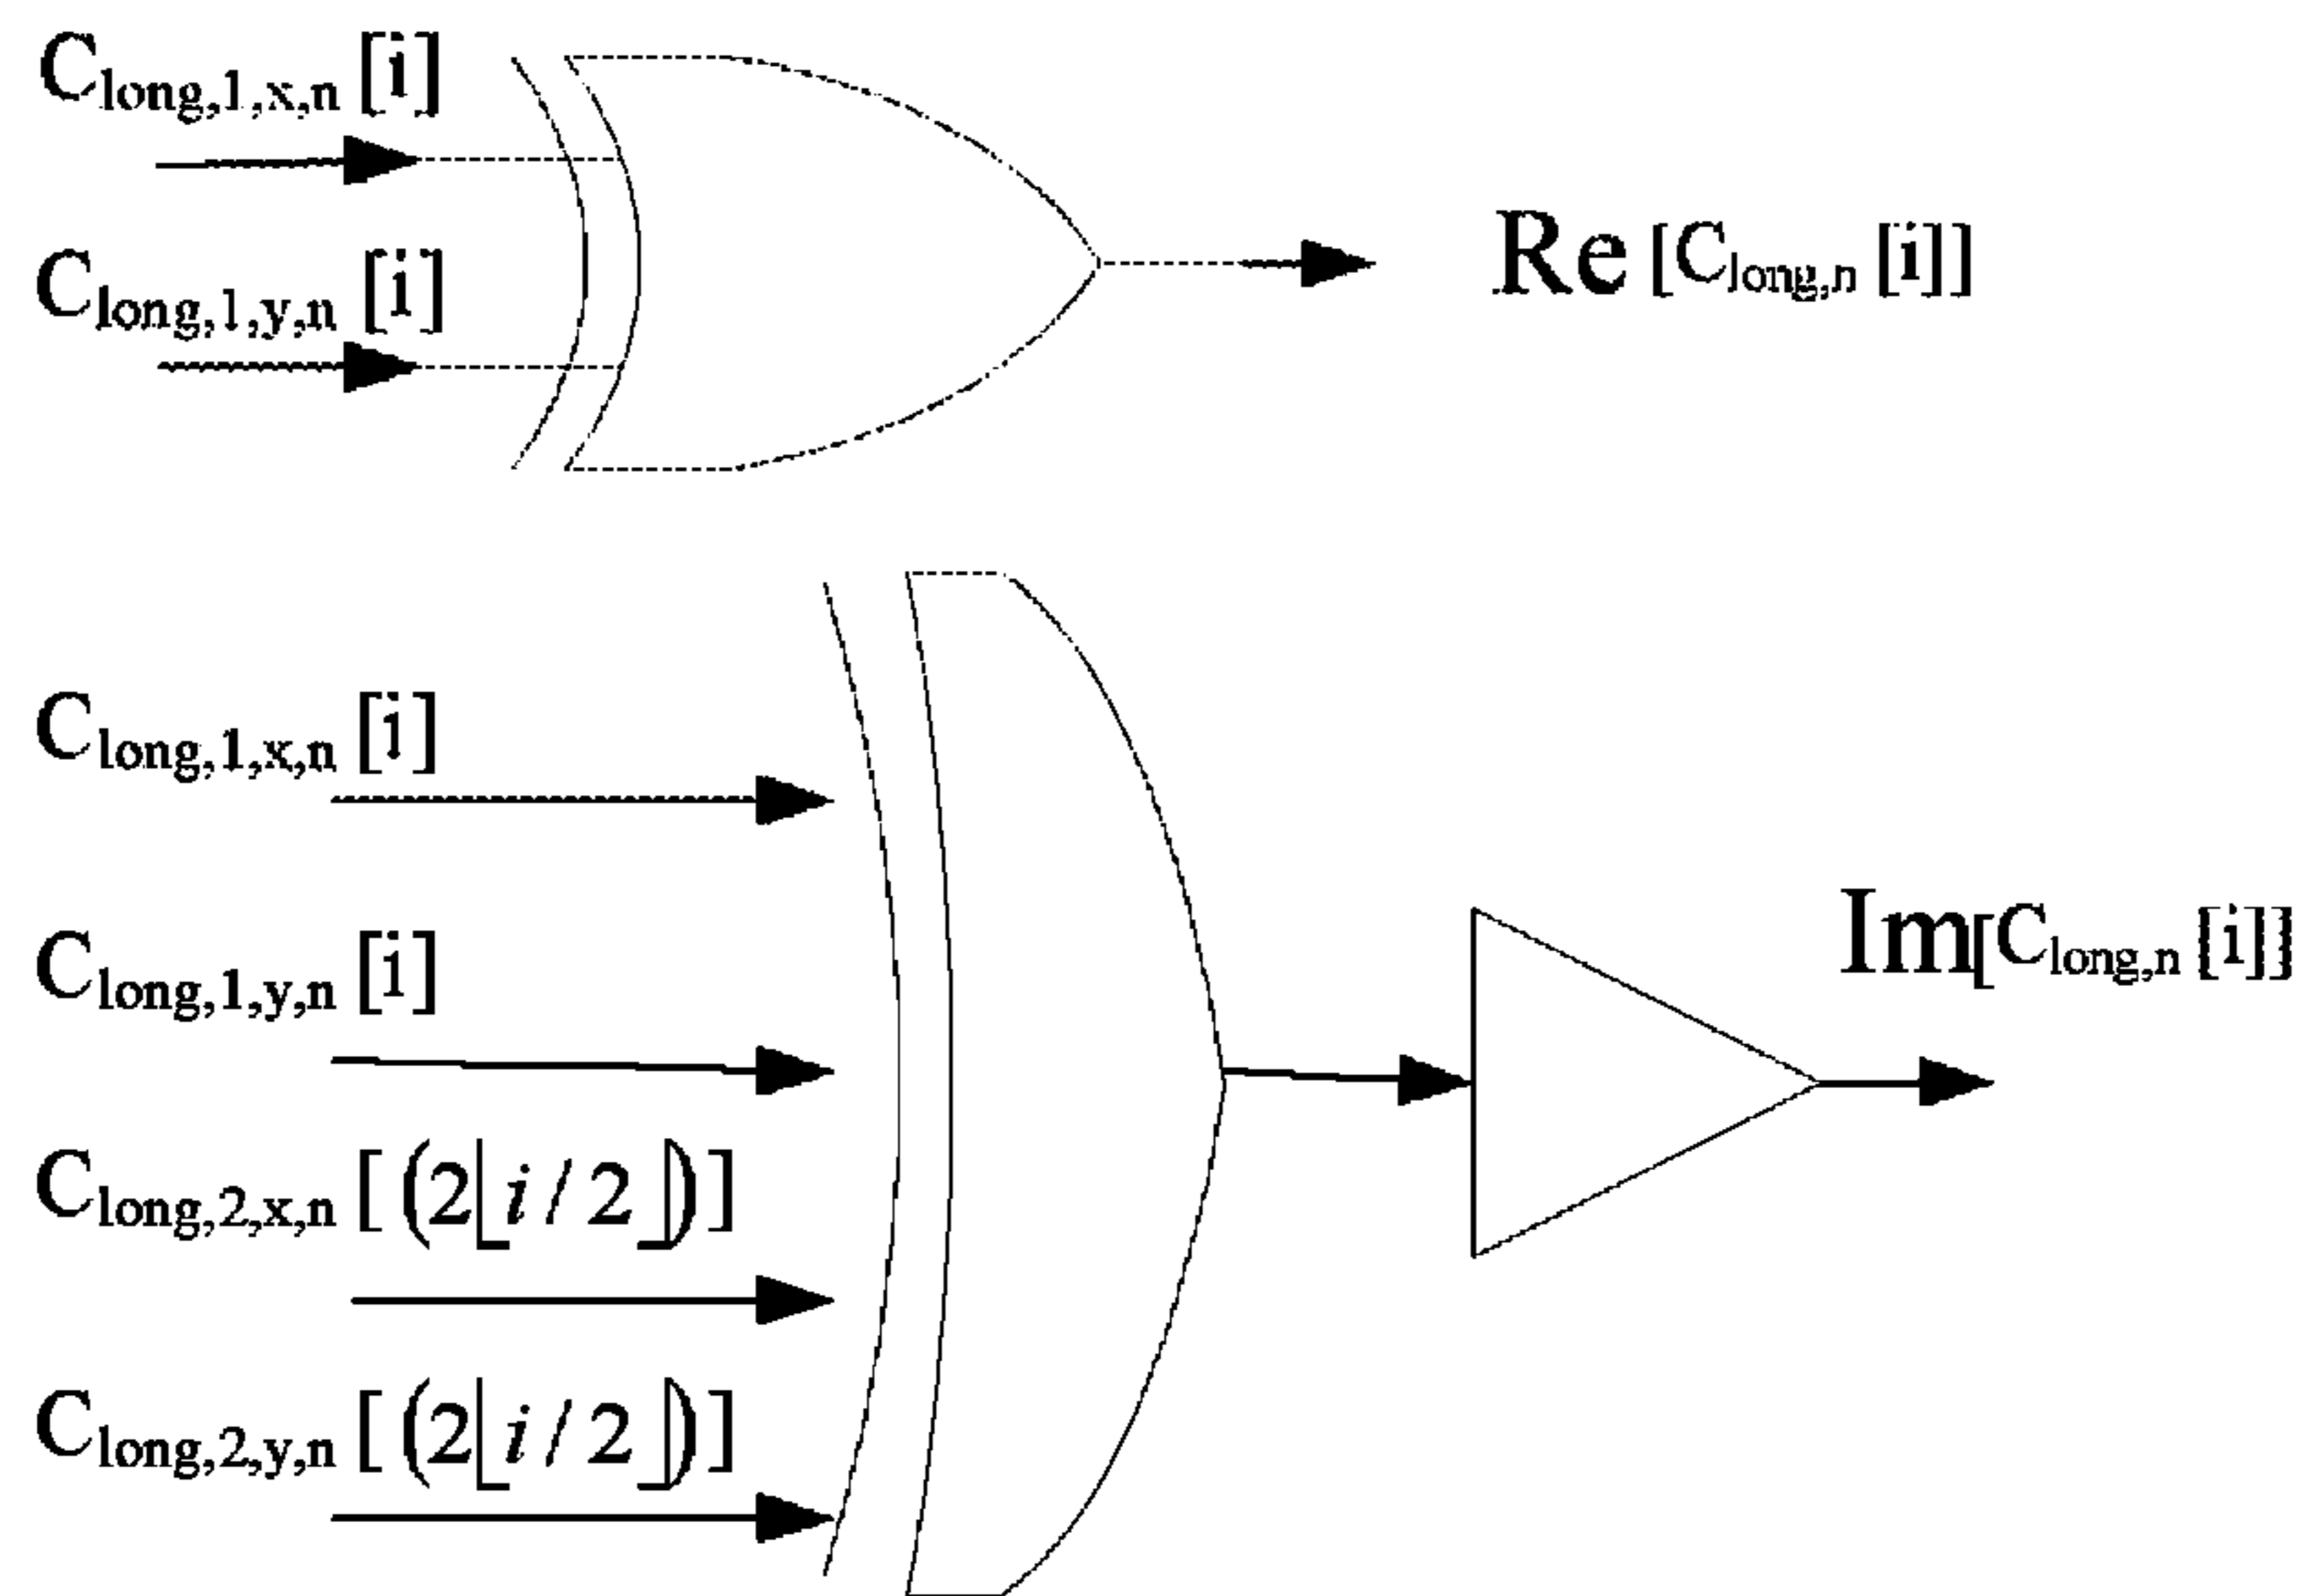 C_long,1,x,n [i]
C_long,1,y,n [i]
Re [C_long,n [i]]
C_long,1,x,n [i]
C_long,1,y,n [i]
Im[C_long,n [i]]
C_long,2,x,n [(2⌊i/2⌋)]
C_long,2,y,n [(2⌊i/2⌋)]